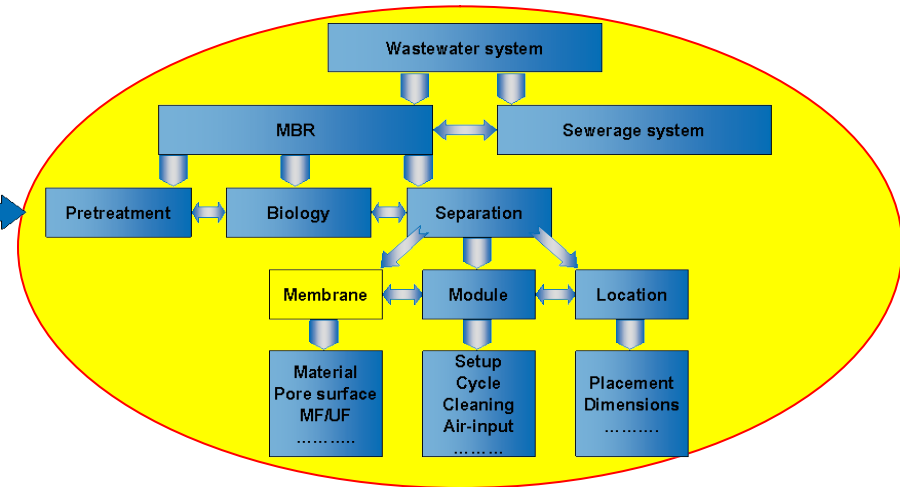 Wastewater system
MBR
Sewerage system
Pretreatment
Biology
Separation
Membrane
Module
Location
Material
Pore surface
MF/UF
………..
Setup
Cycle
Cleaning
Air-input
………
Placement
Dimensions
……….